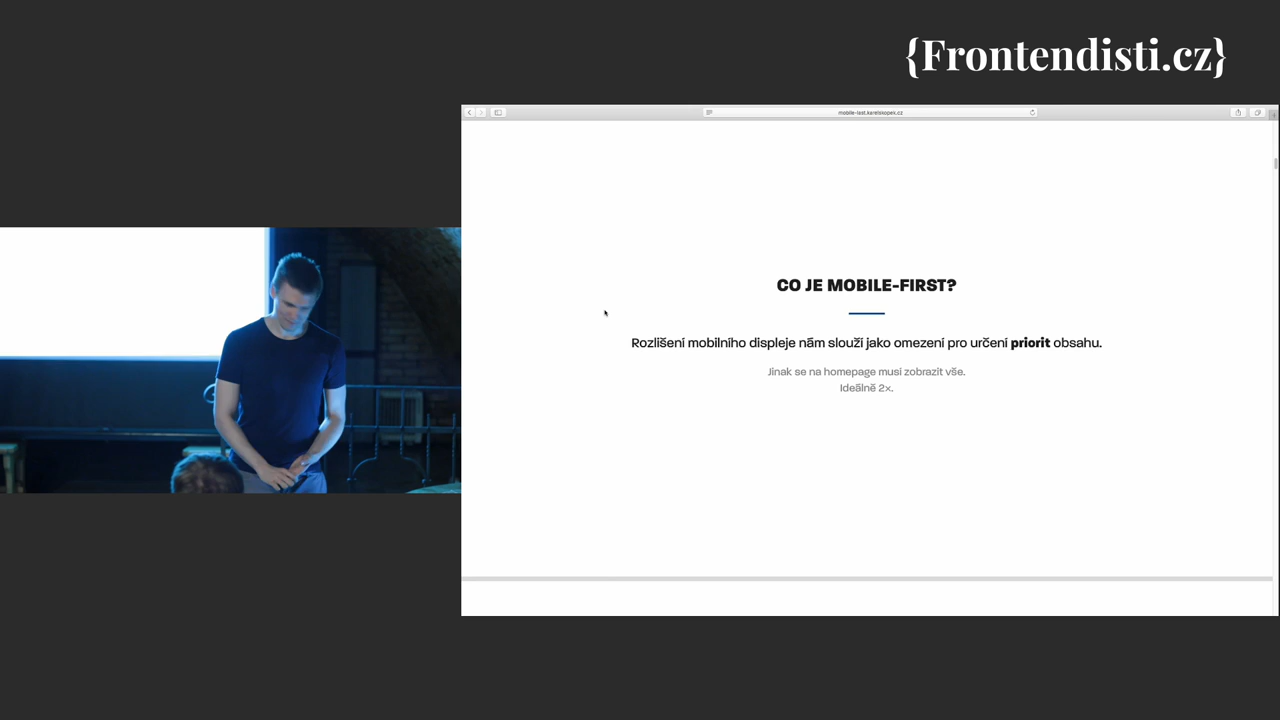 {Frontendisti.cz}
mobile-last.karelskopek.cz
CO JE MOBILE-FIRST?
Rozlišení mobilního displeje nám slouží jako omezení pro určení priorit obsahu.
Jinak se na homepage musí zobrazit vše.
Ideálně 2×.